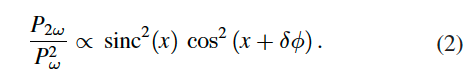 P_{2ω} / P_ω^2 ∝ sinc^2(x) cos^2 (x + δϕ) . (2)